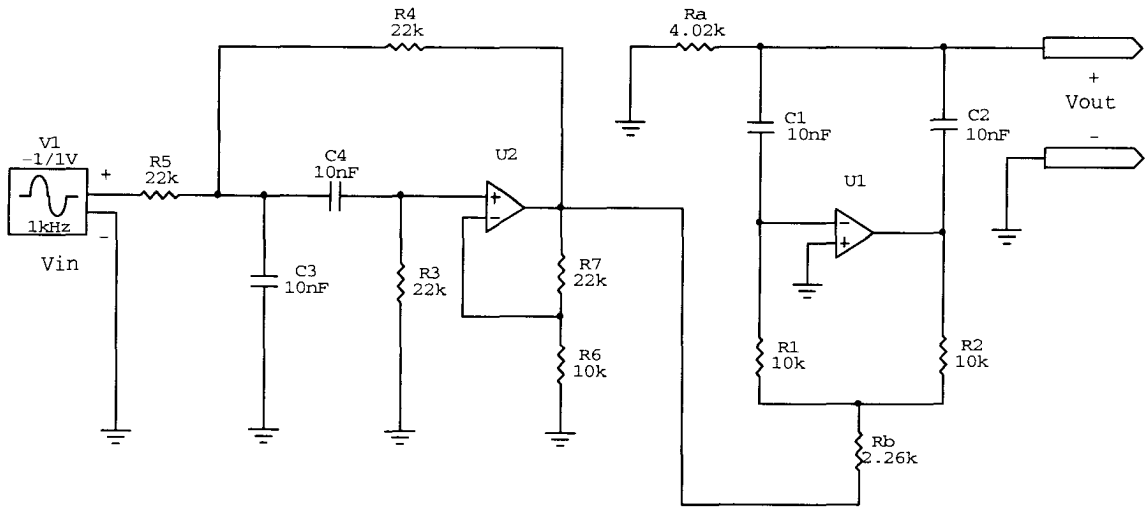 R4
22k
Ra
4.02k
+
Vout
-
C1
10nF
C2
10nF
V1
-1/1V
+
R5
22k
C4
10nF
U2
+
-
U1
-
+
1kHz
-
Vin
C3
10nF
R3
22k
R7
22k
R6
10k
R1
10k
R2
10k
Rb
2.26k